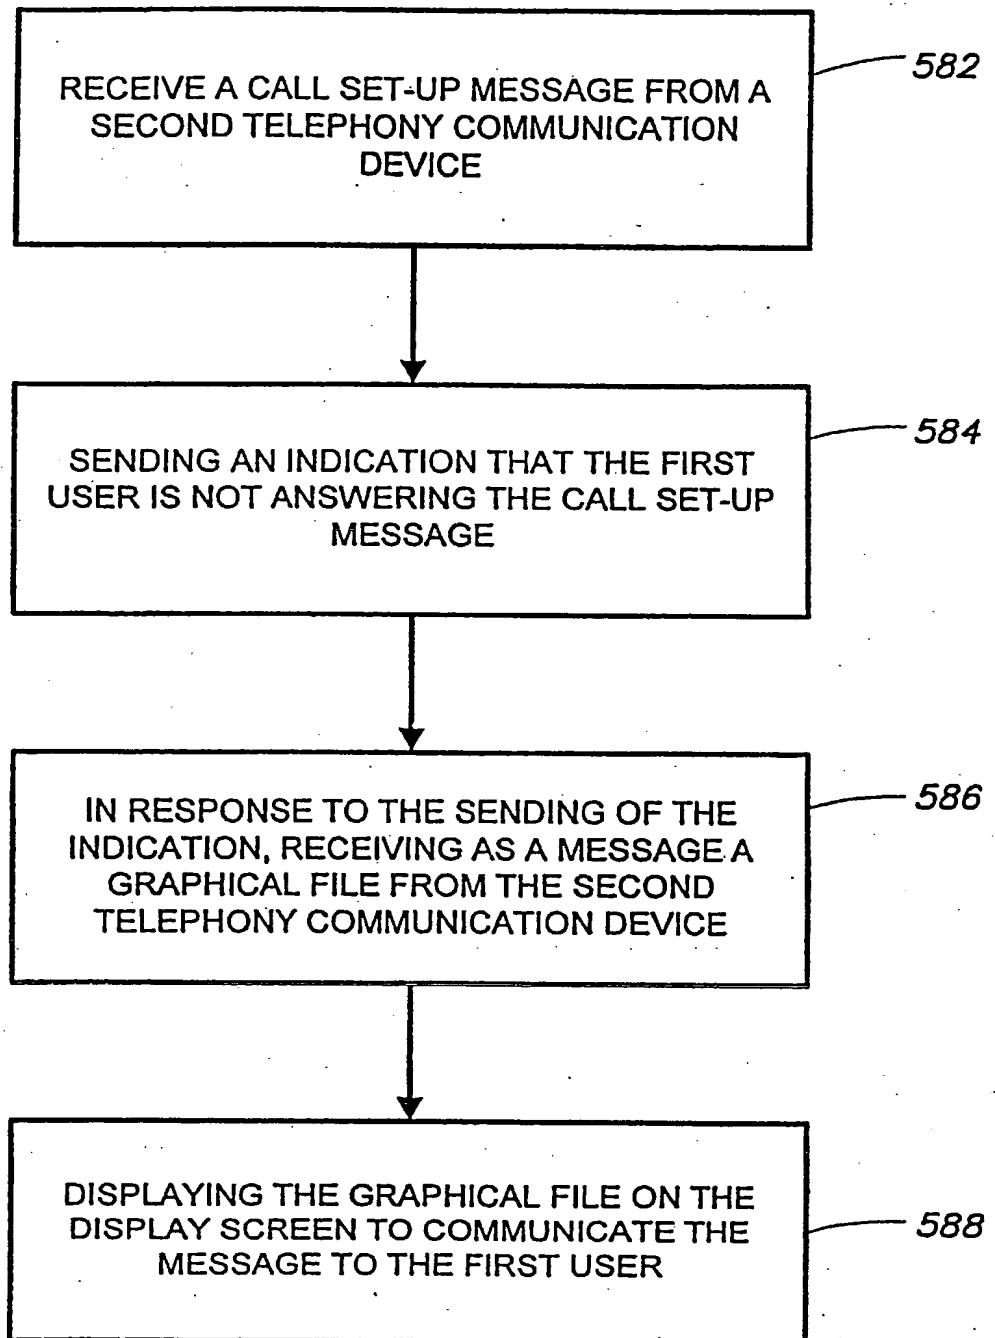 RECEIVE A CALL SET-UP MESSAGE FROM A
SECOND TELEPHONY COMMUNICATION
DEVICE
582
SENDING AN INDICATION THAT THE FIRST
USER IS NOT ANSWERING THE CALL SET-UP
MESSAGE
584
IN RESPONSE TO THE SENDING OF THE
INDICATION, RECEIVING AS A MESSAGE A
GRAPHICAL FILE FROM THE SECOND
TELEPHONY COMMUNICATION DEVICE
586
DISPLAYING THE GRAPHICAL FILE ON THE
DISPLAY SCREEN TO COMMUNICATE THE
MESSAGE TO THE FIRST USER
588